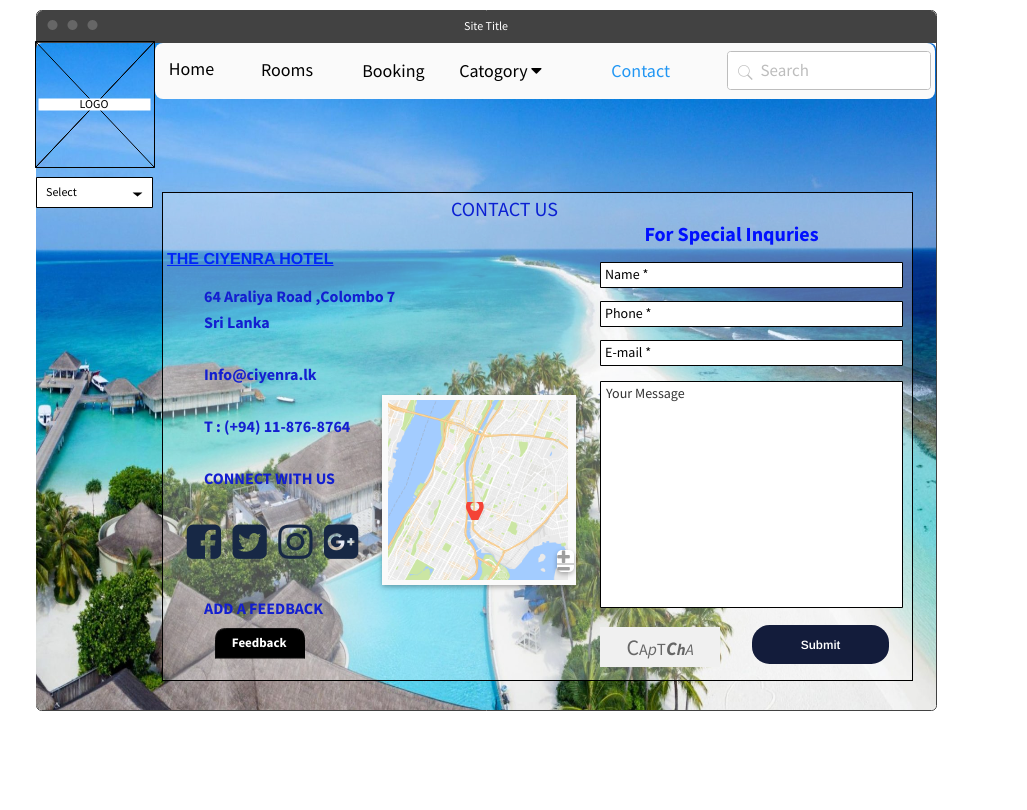 Site Title
LOGO
Home
Rooms
Booking
Catogory
Contact
Search
Select
CONTACT US
For Special Inquries
THE CIYENRA HOTEL
64 Araliya Road ,Colombo 7
Sri Lanka
Info@ciyenra.lk
T : (+94) 11-876-8764
CONNECT WITH US
G+
ADD A FEEDBACK
Feedback
Name *
Phone *
E-mail *
Your Message
CApTChA
Submit